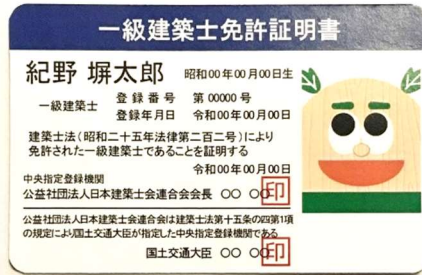 一級建築士免許証明書
紀野 塀太郎 昭和00年00月00日生
一級建築士 登録番号 第00000号
登録年月日 令和00年00月00日
建築士法（昭和二十五年法律第二百二号）により
免許された一級建築士であることを証明する
令和00年00月00日
中央指定登録機関
公益社団法人日本建築士会連合会会長 〇〇 〇〇 印
公益社団法人日本建築士会連合会は建築士法第十五条の四第1項
の規定により国土交通大臣が指定した中央指定登録機関である
国土交通大臣 〇〇 〇〇 印